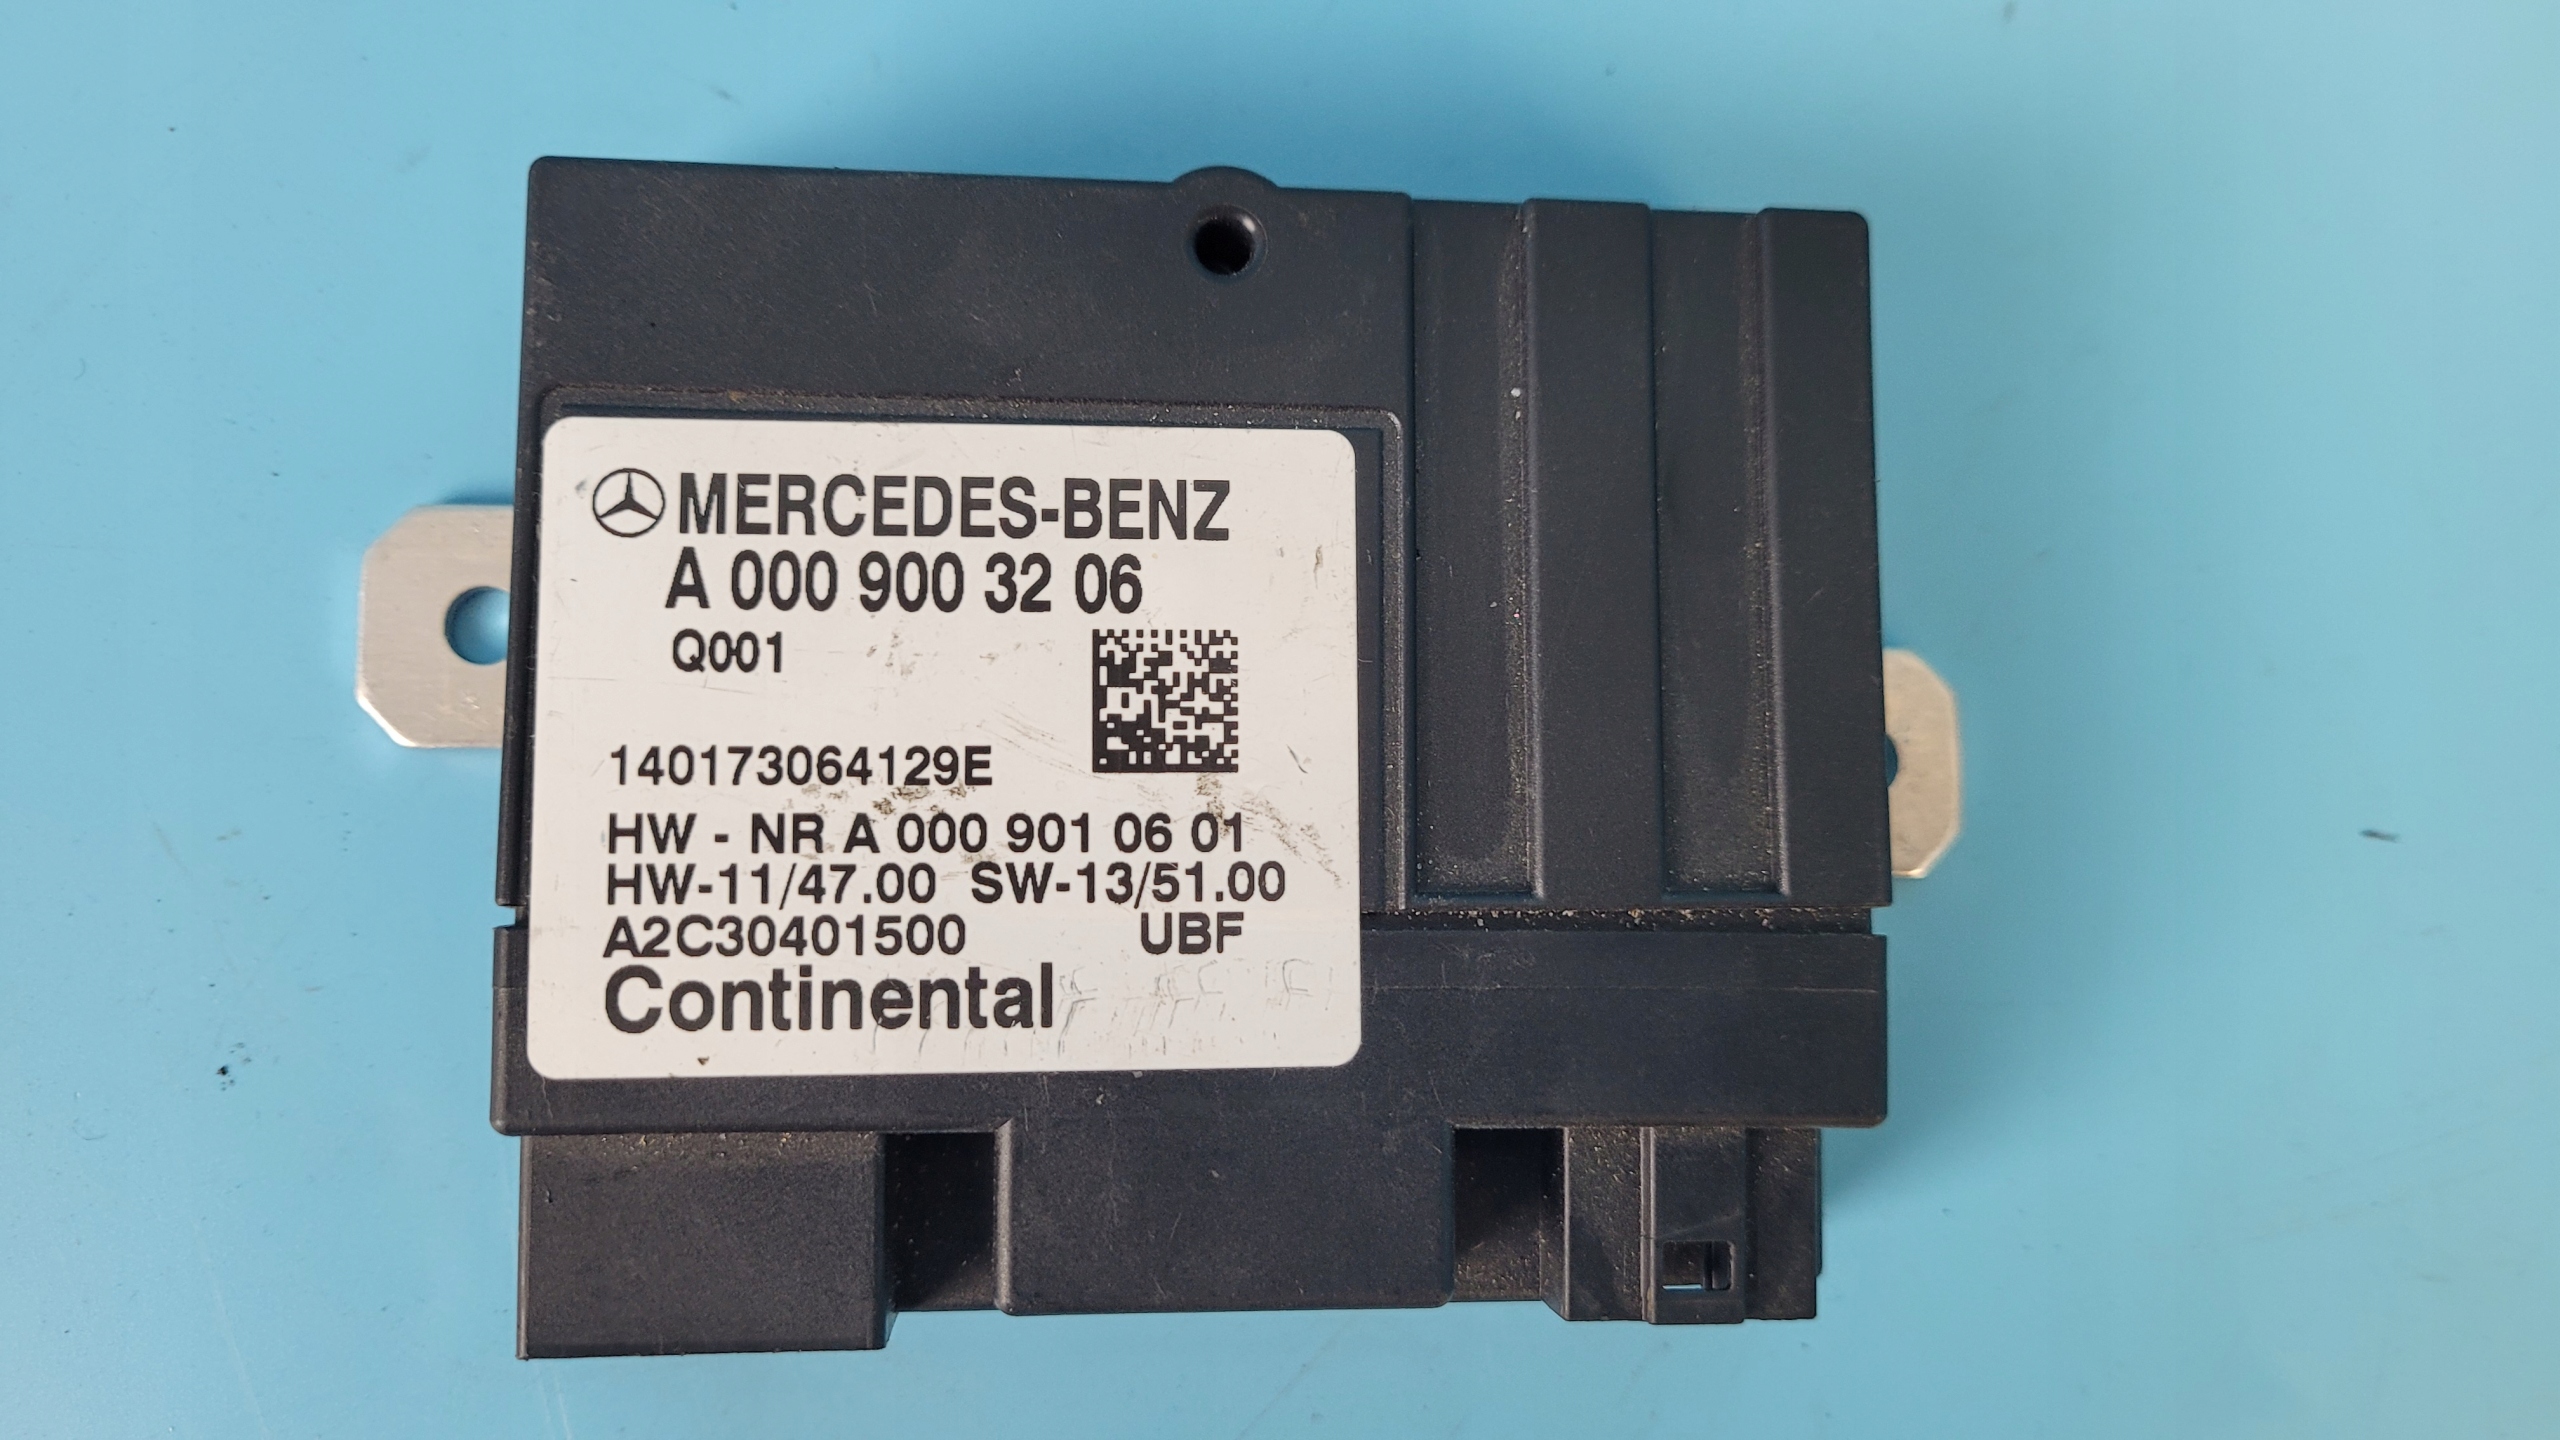 MERCEDES-BENZ
A 000 900 32 06
Q001
140173064129E
HW - NR A 000 901 06 01
HW-11/47.00 SW-13/51.00
A2C30401500 UBF
Continental